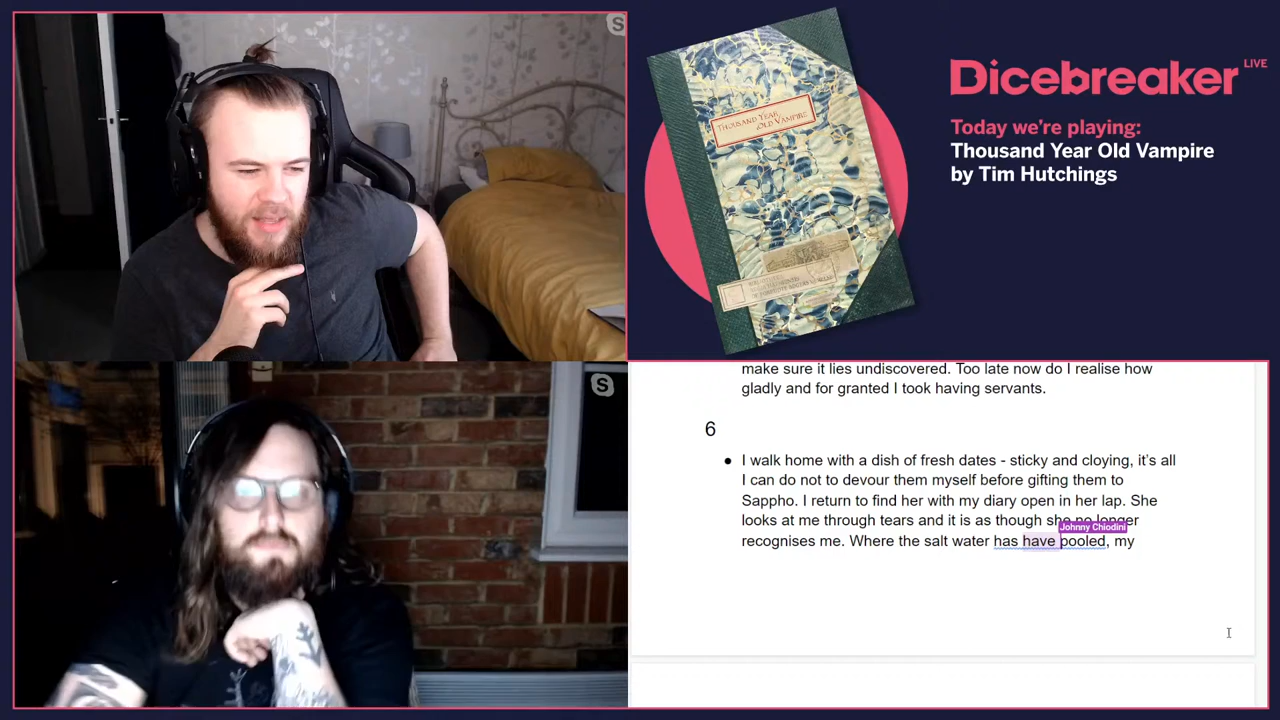 S
THOUSAND YEAR
OLD VAMPIRE
Dicebreaker LIVE
Today we're playing:
Thousand Year Old Vampire
by Tim Hutchings
S
make sure it lies undiscovered. Too late now do I realise how
gladly and for granted I took having servants.
6
● I walk home with a dish of fresh dates - sticky and cloying, it's all
I can do not to devour them myself before gifting them to
Sappho. I return to find her with my diary open in her lap. She
looks at me through tears and it is as though she no longer
Johnny Chiodini
recognises me. Where the salt water has have pooled, my